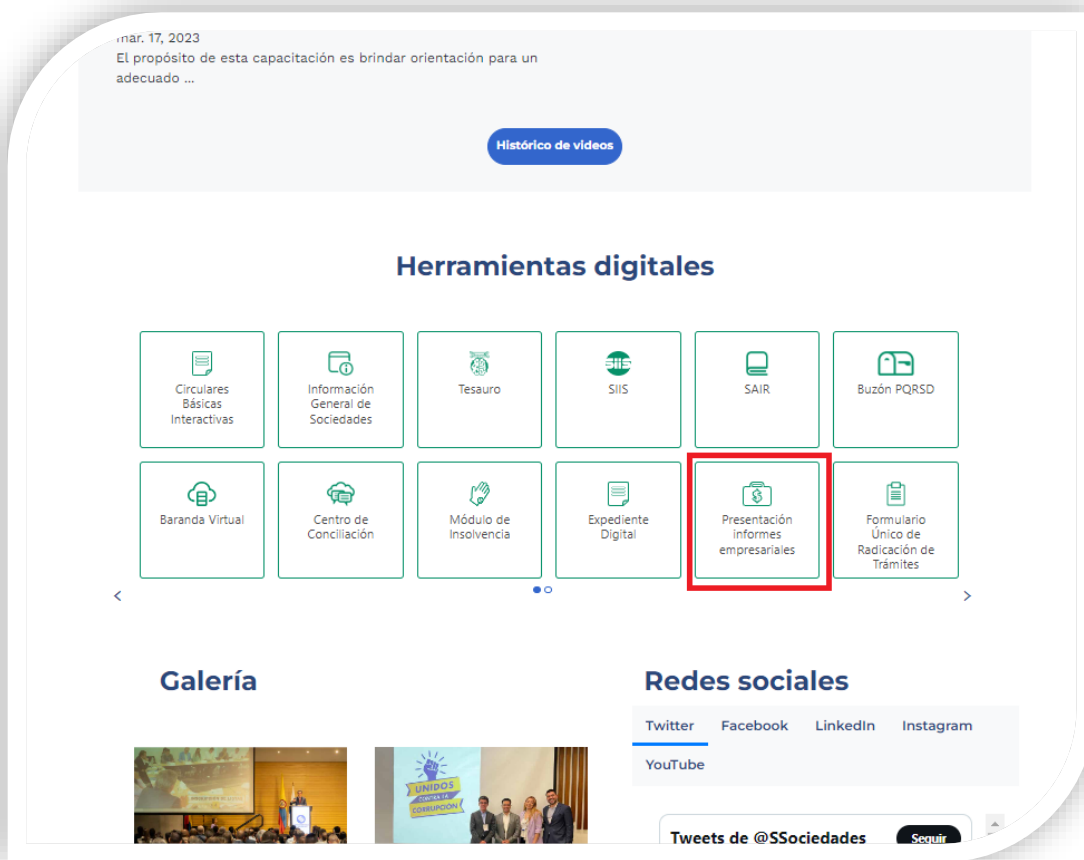 mar. 17, 2023
El propósito de esta capacitación es brindar orientación para un
adecuado ...
Histórico de videos
Herramientas digitales
Circulares
Básicas
Interactivas
Información
General de
Sociedades
Tesauro
SIIS
SIIS
SAIR
Buzón PQRSD
Baranda Virtual
Centro de
Conciliación
Módulo de
Insolvencia
Expediente
Digital
Presentación
informes
empresariales
Formulario
Único de
Radicación de
Trámites
Galería
UNIDOS
CONTRA LA
CORRUPCIÓN
Redes sociales
Twitter Facebook LinkedIn Instagram
YouTube
Tweets de @SSociedades
Seguir